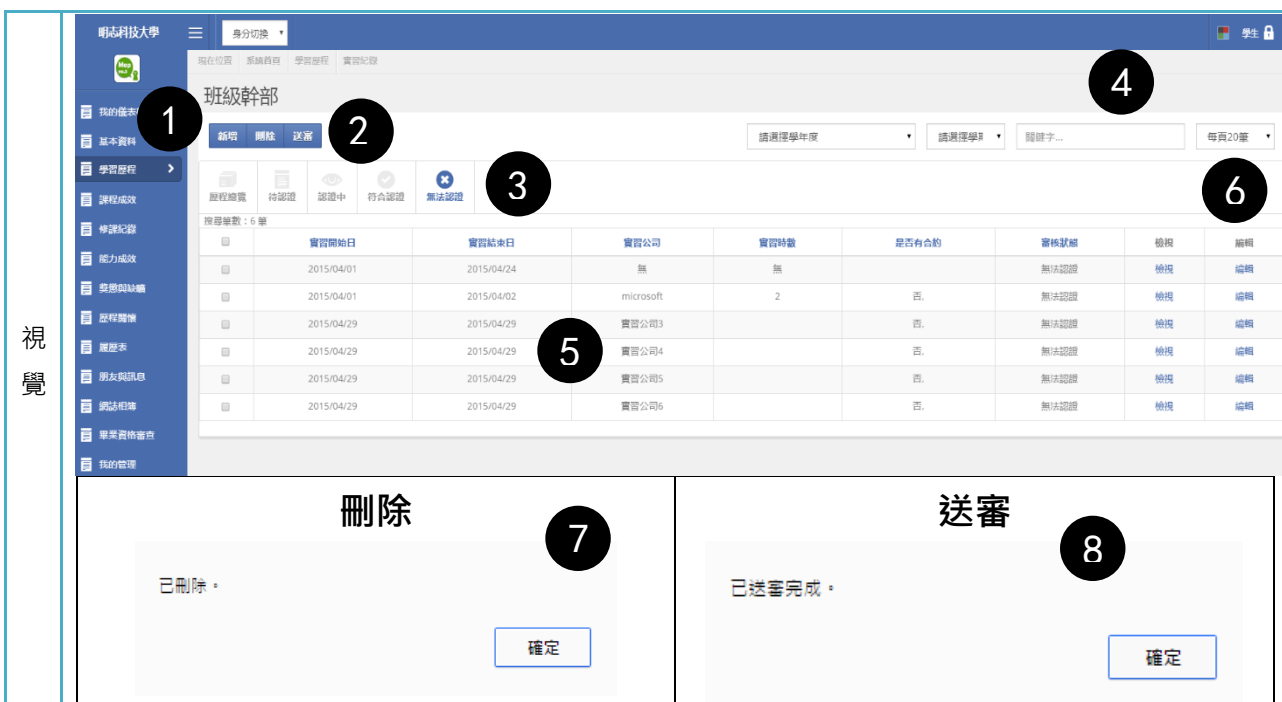 視
覺
明志科技大學
身分切換
學生
現在位置 系統首頁 學習歷程 實習紀錄
班級幹部
1
2
3
4
5
6
我的儀表
基本資料
學習歷程
課程成效
修課紀錄
能力成效
獎懲與缺曠
歷程關懷
履歷表
朋友與訊息
網誌相簿
畢業資格審查
我的管理
新增 刪除 送審
請選擇學年度 請選擇學期 關鍵字... 每頁20筆
歷程總覽 待認證 認證中 符合認證 無法認證
搜尋筆數:6 筆
實習開始日 實習結束日 實習公司 實習時數 是否有合約 審核狀態 檢視 編輯
2015/04/01 2015/04/24 無 無 無法認證 檢視 編輯
2015/04/01 2015/04/02 microsoft 2 否, 無法認證 檢視 編輯
2015/04/29 2015/04/29 實習公司3 否, 無法認證 檢視 編輯
2015/04/29 2015/04/29 實習公司4 否, 無法認證 檢視 編輯
2015/04/29 2015/04/29 實習公司5 否, 無法認證 檢視 編輯
2015/04/29 2015/04/29 實習公司6 否, 無法認證 檢視 編輯
刪除
7
已刪除。
確定
送審
8
已送審完成。
確定